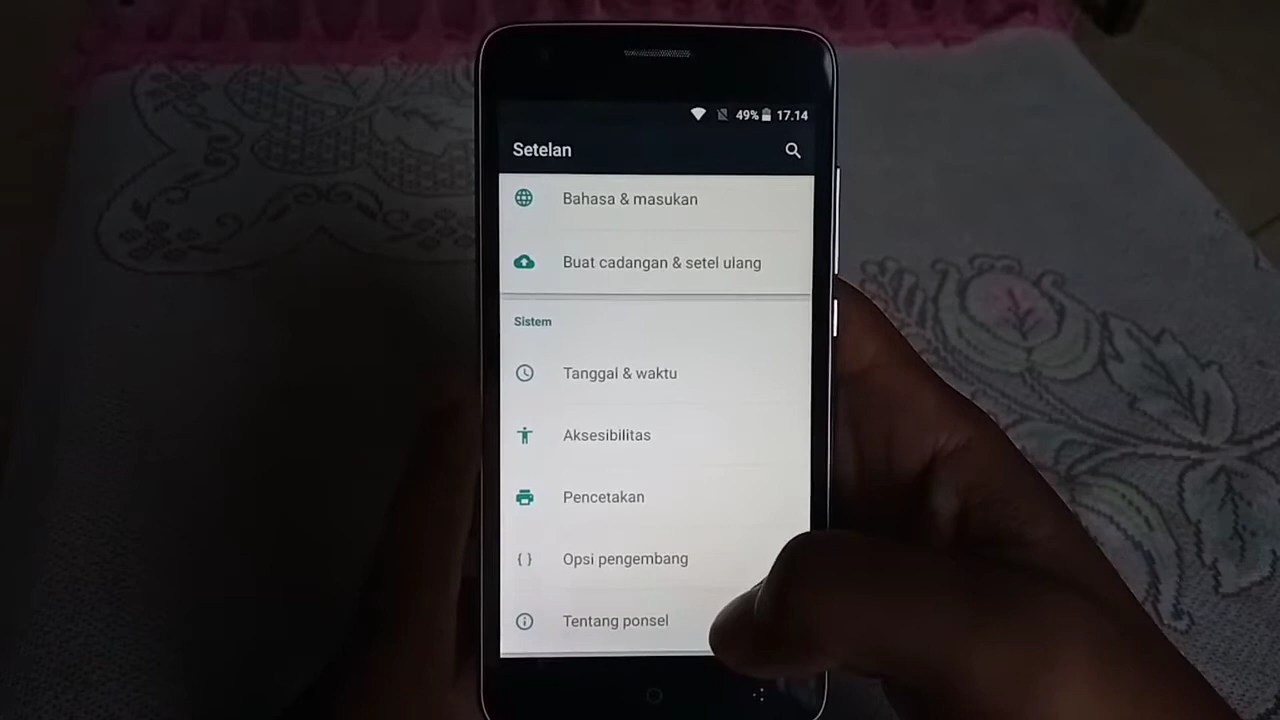 49% 17.14
Setelan
Bahasa & masukan
Buat cadangan & setel ulang
Sistem
Tanggal & waktu
Aksesibilitas
Pencetakan
{ } Opsi pengembang
Tentang ponsel